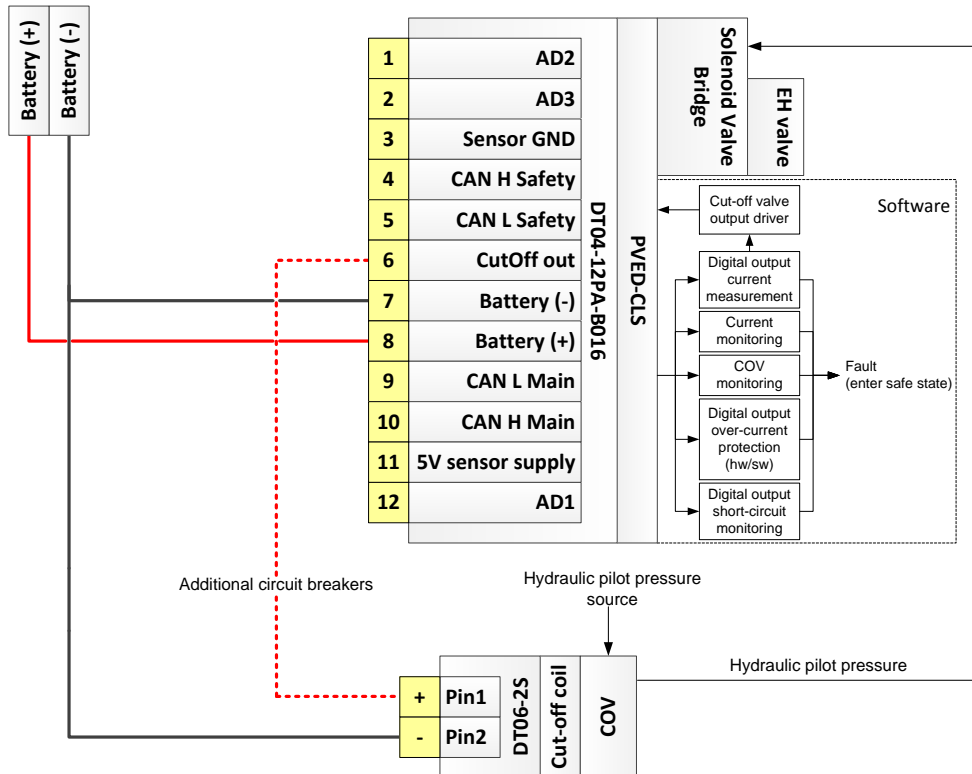 Battery (+)
Battery (-)
1 AD2
2 AD3
3 Sensor GND
4 CAN H Safety
5 CAN L Safety
6 CutOff out
7 Battery (-)
8 Battery (+)
9 CAN L Main
10 CAN H Main
11 5V sensor supply
12 AD1
DT04-12PA-B016
PVED-CLS
Solenoid Valve
Bridge
EH valve
Software
Cut-off valve
output driver
Digital output
current
measurement
Current
monitoring
COV
monitoring
Digital output
over-current
protection
(hw/sw)
Digital output
short-circuit
monitoring
Fault
(enter safe state)
Additional circuit breakers
Hydraulic pilot pressure
source
Hydraulic pilot pressure
+ Pin1
- Pin2
DT06-2S
Cut-off coil
COV